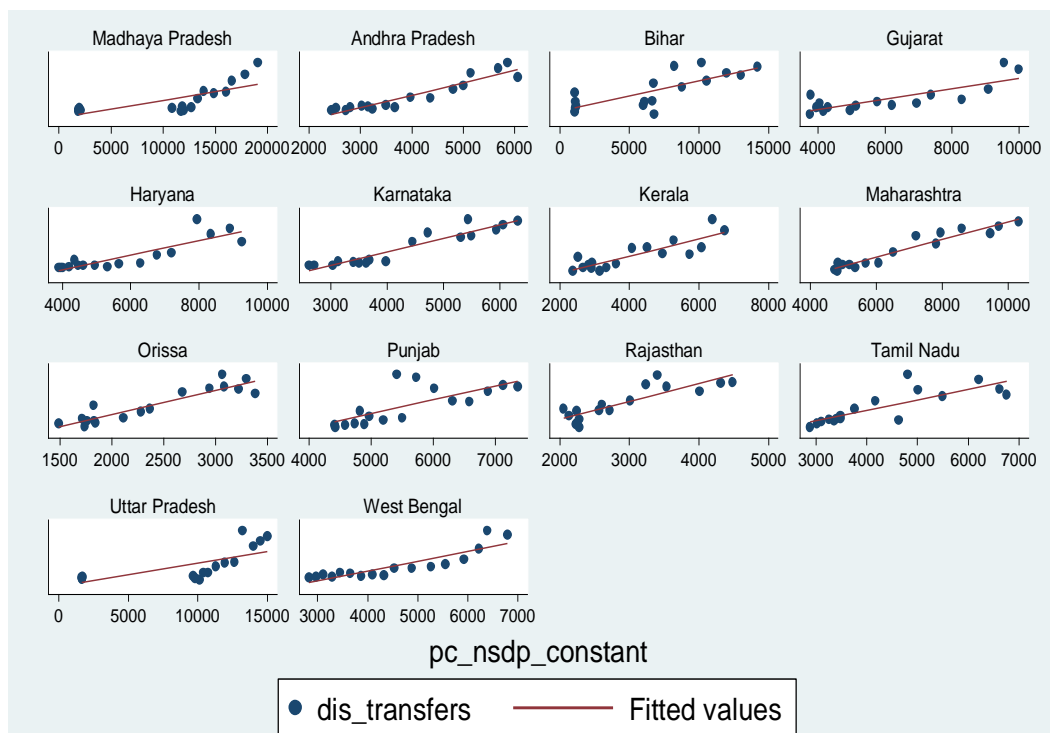 Madhaya Pradesh Andhra Pradesh Bihar Gujarat
0 5000 10000 15000 20000 2000 3000 4000 5000 6000 0 5000 10000 15000 4000 6000 8000 10000
Haryana Karnataka Kerala Maharashtra
4000 6000 8000 10000 3000 4000 5000 6000 2000 3000 4000 5000 6000 7000 4000 6000 8000 10000
Orissa Punjab Rajasthan Tamil Nadu
1500 2000 2500 3000 3500 4000 5000 6000 7000 2000 3000 4000 5000 3000 4000 5000 6000 7000
Uttar Pradesh West Bengal
0 5000 10000 15000 3000 4000 5000 6000 7000
pc_nsdp_constant
dis_transfers Fitted values